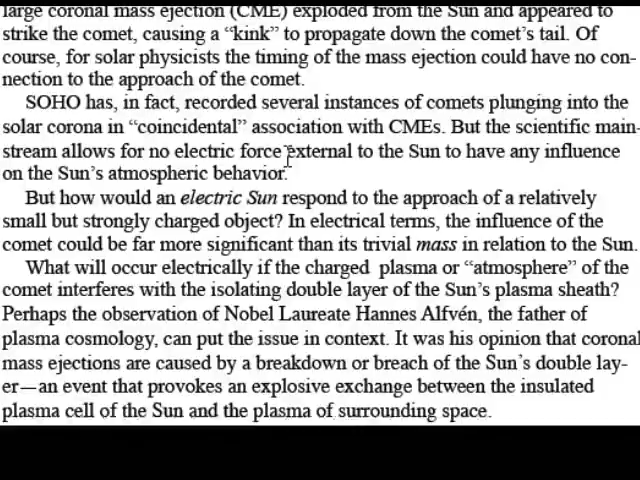 large coronal mass ejection (CME) exploded from the Sun and appeared to
strike the comet, causing a “kink” to propagate down the comet’s tail. Of
course, for solar physicists the timing of the mass ejection could have no con-
nection to the approach of the comet.
SOHO has, in fact, recorded several instances of comets plunging into the
solar corona in “coincidental” association with CMEs. But the scientific main-
stream allows for no electric force external to the Sun to have any influence
on the Sun’s atmospheric behavior.
But how would an electric Sun respond to the approach of a relatively
small but strongly charged object? In electrical terms, the influence of the
comet could be far more significant than its trivial mass in relation to the Sun.
What will occur electrically if the charged plasma or “atmosphere” of the
comet interferes with the isolating double layer of the Sun’s plasma sheath?
Perhaps the observation of Nobel Laureate Hannes Alfvén, the father of
plasma cosmology, can put the issue in context. It was his opinion that coronal
mass ejections are caused by a breakdown or breach of the Sun’s double lay-
er—an event that provokes an explosive exchange between the insulated
plasma cell of the Sun and the plasma of surrounding space.